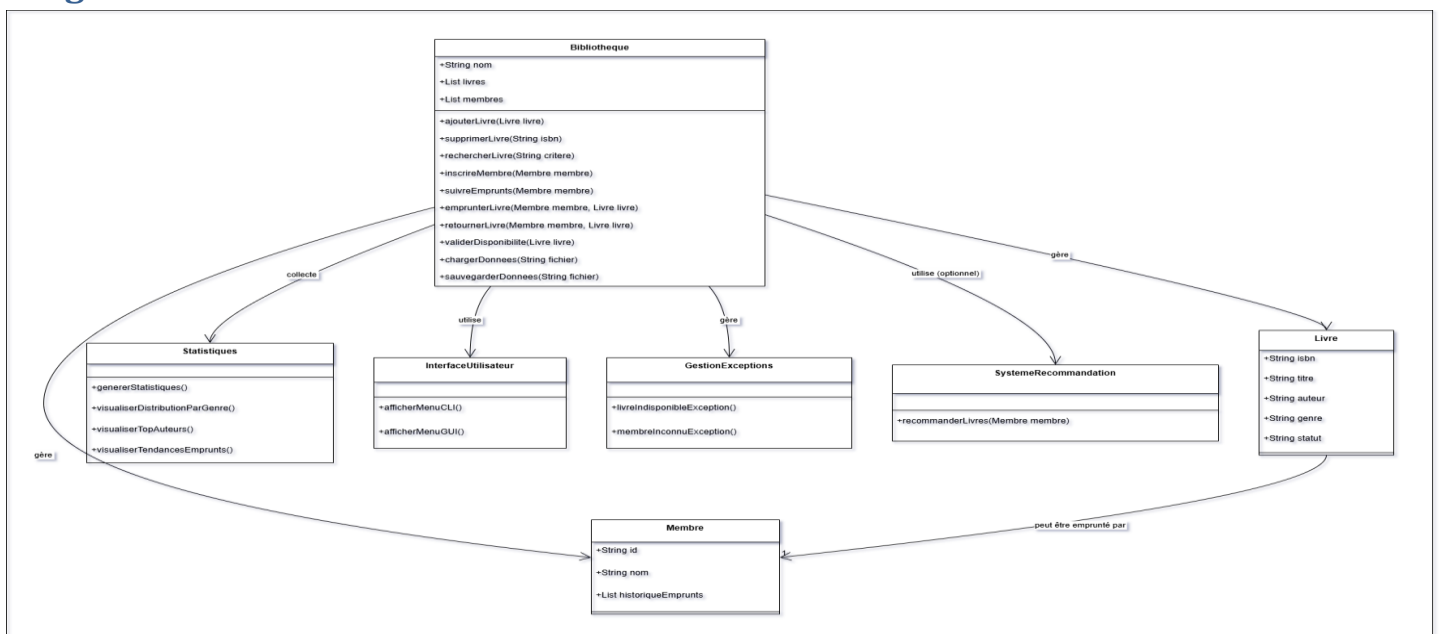 Bibliotheque
+String nom
+List livres
+List membres
+ajouterLivre(Livre livre)
+supprimerLivre(String isbn)
+rechercherLivre(String critere)
+inscrireMembre(Membre membre)
+suivreEmprunts(Membre membre)
+emprunterLivre(Membre membre, Livre livre)
+retournerLivre(Membre membre, Livre livre)
+validerDisponibilite(Livre livre)
+chargerDonnees(String fichier)
+sauvegarderDonnees(String fichier)
collecte
utilise
gère
utilise (optionnel)
gère
Statistiques
+genererStatistiques()
+visualiserDistributionParGenre()
+visualiserTopAuteurs()
+visualiserTendancesEmprunts()
InterfaceUtilisateur
+afficherMenuCLI()
+afficherMenuGUI()
GestionExceptions
+livreIndisponibleException()
+membreInconnuException()
SystemeRecommandation
+recommanderLivres(Membre membre)
Livre
+String isbn
+String titre
+String auteur
+String genre
+String statut
gère
peut être emprunté par
1
Membre
+String id
+String nom
+List historiqueEmprunts